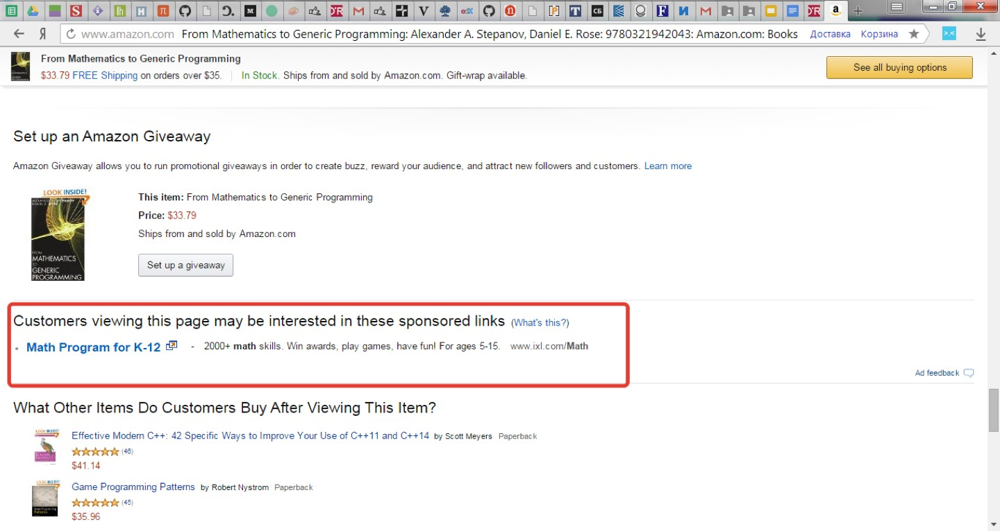 www.amazon.com From Mathematics to Generic Programming: Alexander A. Stepanov, Daniel E. Rose: 9780321942043: Amazon.com: Books Доставка Корзина
From Mathematics to Generic Programming
$33.79 FREE Shipping on orders over $35. In Stock. Ships from and sold by Amazon.com. Gift-wrap available.
See all buying options
Set up an Amazon Giveaway
Amazon Giveaway allows you to run promotional giveaways in order to create buzz, reward your audience, and attract new followers and customers. Learn more
LOOK INSIDE!
FROM
MATHEMATICS
TO
GENERIC
PROGRAMMING
This item: From Mathematics to Generic Programming
Price: $33.79
Ships from and sold by Amazon.com
Set up a giveaway
Customers viewing this page may be interested in these sponsored links (What's this?)
Math Program for K-12 - 2000+ math skills. Win awards, play games, have fun! For ages 5-15. www.ixl.com/Math
Ad feedback
What Other Items Do Customers Buy After Viewing This Item?
LOOK INSIDE!
Effective Modern C++: 42 Specific Ways to Improve Your Use of C++11 and C++14 by Scott Meyers Paperback
(46)
$41.14
LOOK INSIDE!
Game Programming Patterns by Robert Nystrom Paperback
(45)
$35.96